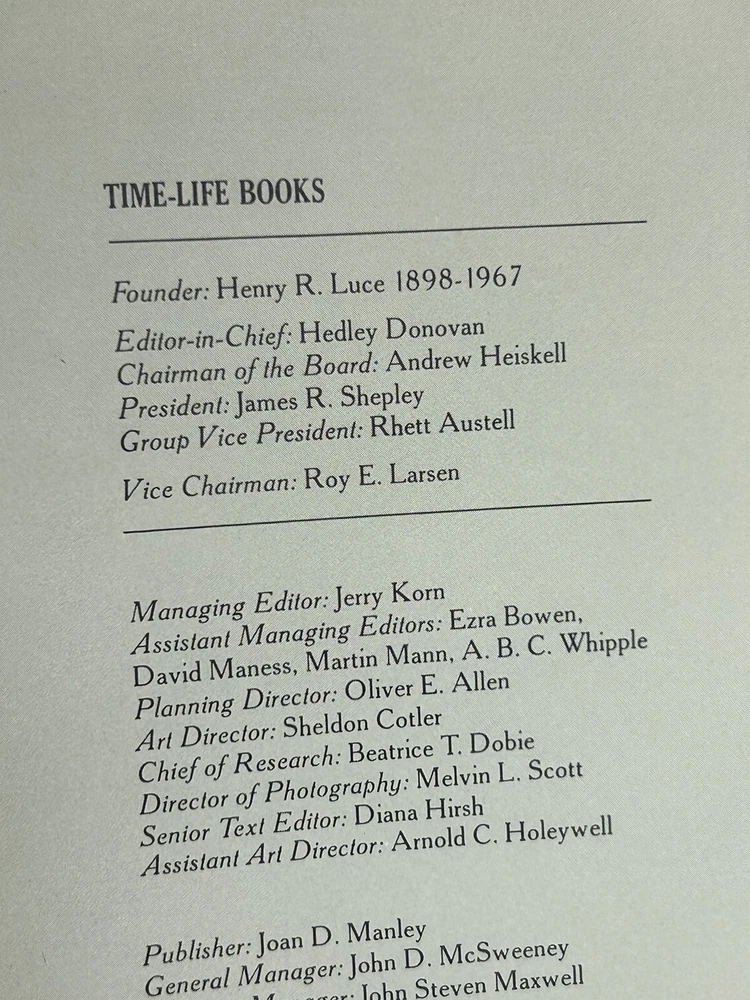 TIME-LIFE BOOKS
Founder: Henry R. Luce 1898-1967
Editor-in-Chief: Hedley Donovan
Chairman of the Board: Andrew Heiskell
President: James R. Shepley
Group Vice President: Rhett Austell
Vice Chairman: Roy E. Larsen
Managing Editor: Jerry Korn
Assistant Managing Editors: Ezra Bowen,
David Maness, Martin Mann, A. B. C. Whipple
Planning Director: Oliver E. Allen
Art Director: Sheldon Cotler
Chief of Research: Beatrice T. Dobie
Director of Photography: Melvin L. Scott
Senior Text Editor: Diana Hirsh
Assistant Art Director: Arnold C. Holeywell
Publisher: Joan D. Manley
General Manager: John D. McSweeney
Manager: John Steven Maxwell